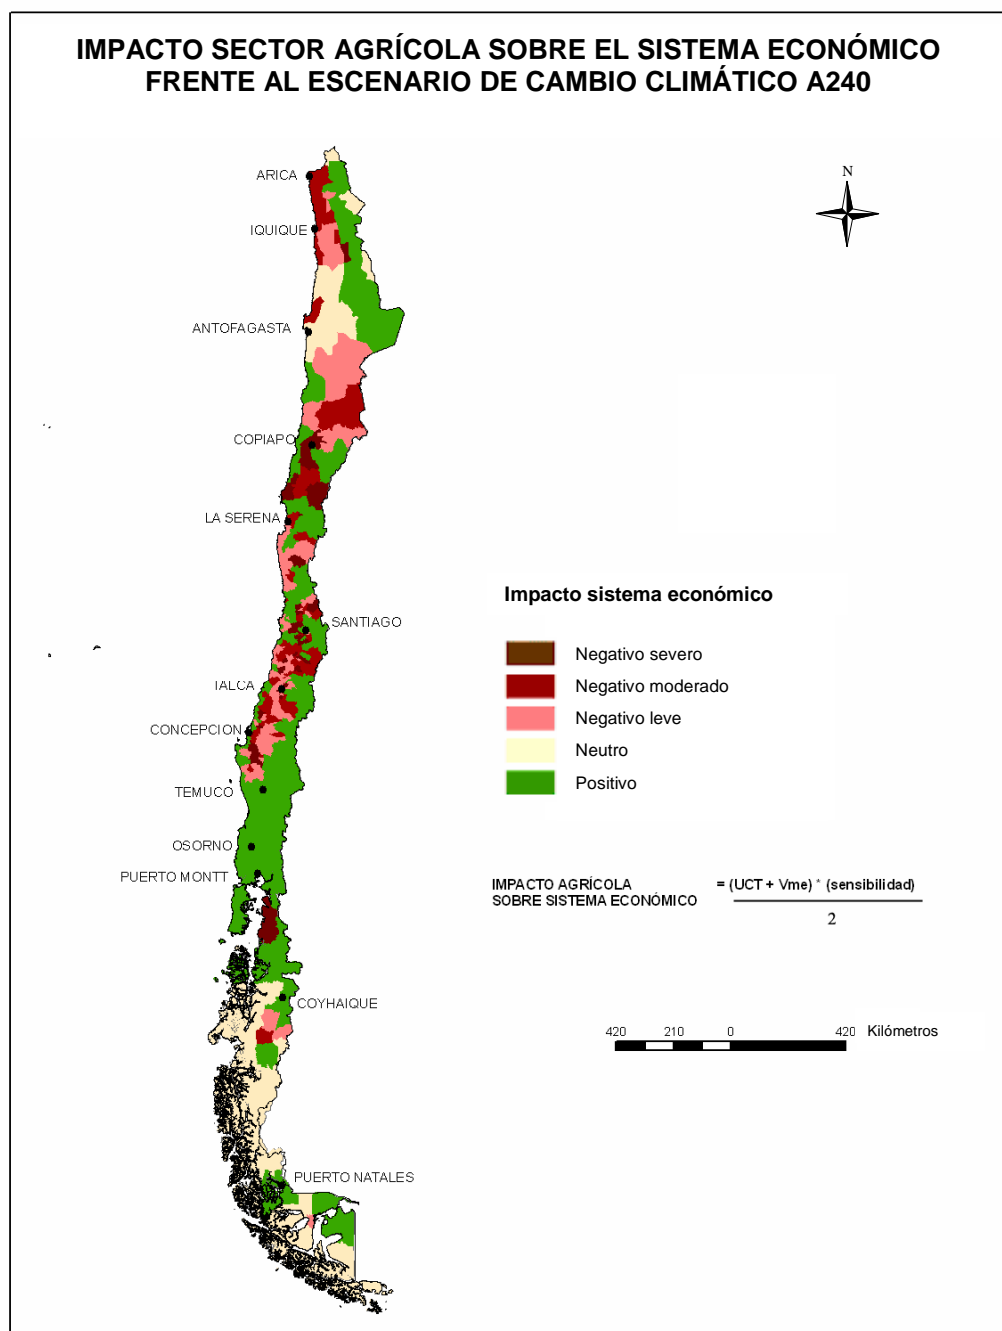 IMPACTO SECTOR AGRÍCOLA SOBRE EL SISTEMA ECONÓMICO
FRENTE AL ESCENARIO DE CAMBIO CLIMÁTICO A240
N
ARICA
IQUIQUE
ANTOFAGASTA
COPIAPO
LA SERENA
SANTIAGO
TALCA
CONCEPCION
TEMUCO
OSORNO
PUERTO MONTT
COYHAIQUE
PUERTO NATALES
Impacto sistema económico
Negativo severo
Negativo moderado
Negativo leve
Neutro
Positivo
IMPACTO AGRÍCOLA = (UCT + Vme) * (sensibilidad)
SOBRE SISTEMA ECONÓMICO
2
420 210 0 420 Kilómetros